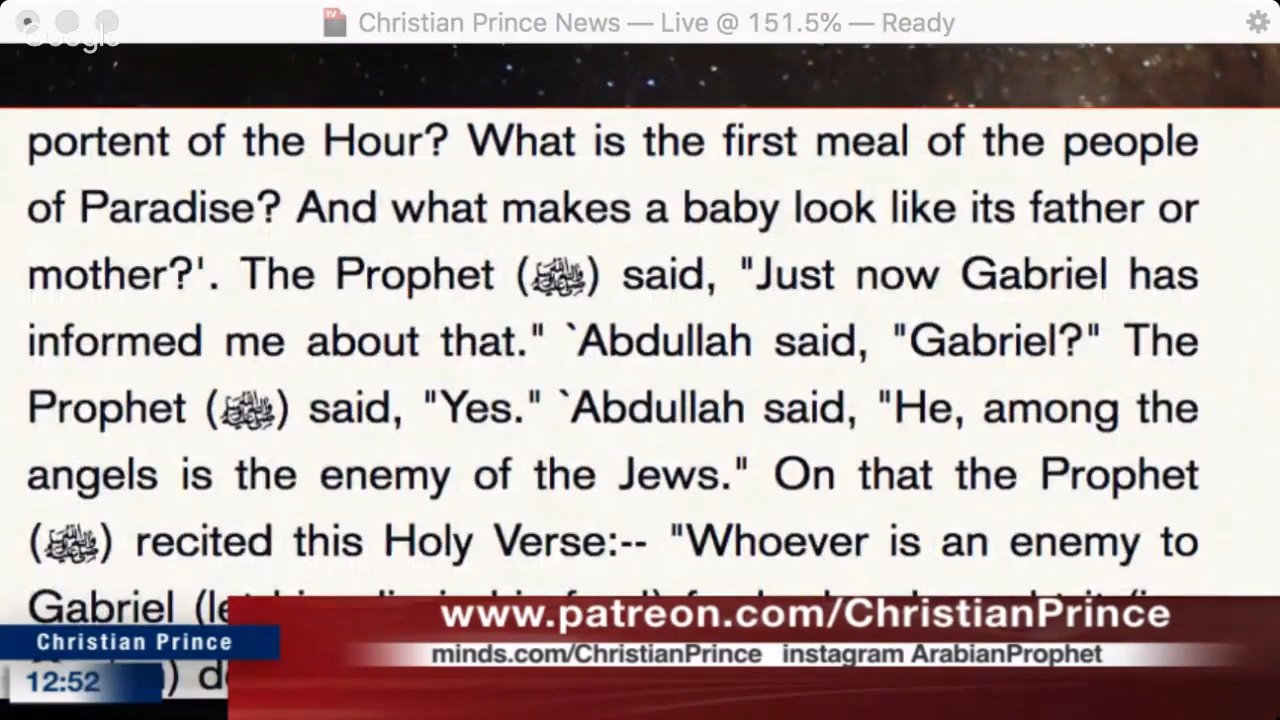 Christian Prince News — Live @ 151.5% — Ready
Google
portent of the Hour? What is the first meal of the people
of Paradise? And what makes a baby look like its father or
mother?'. The Prophet (ﷺ) said, "Just now Gabriel has
informed me about that." `Abdullah said, "Gabriel?" The
Prophet (ﷺ) said, "Yes." `Abdullah said, "He, among the
angels is the enemy of the Jews." On that the Prophet
(ﷺ) recited this Holy Verse:-- "Whoever is an enemy to
Gabriel
www.patreon.com/ChristianPrince
Christian Prince
minds.com/ChristianPrince instagram ArabianProphet
12:52